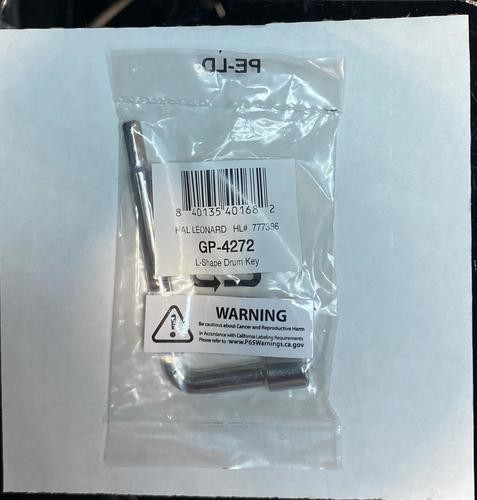 PE-LD
8 40135 40168 2
HAL LEONARD HL# 777386
GP-4272
L-Shape Drum Key
WARNING
Be cautious about Cancer and Reproductive Harm
In Accordance with California Labeling Requirements.
Please refer to: www.P65Warnings.ca.gov